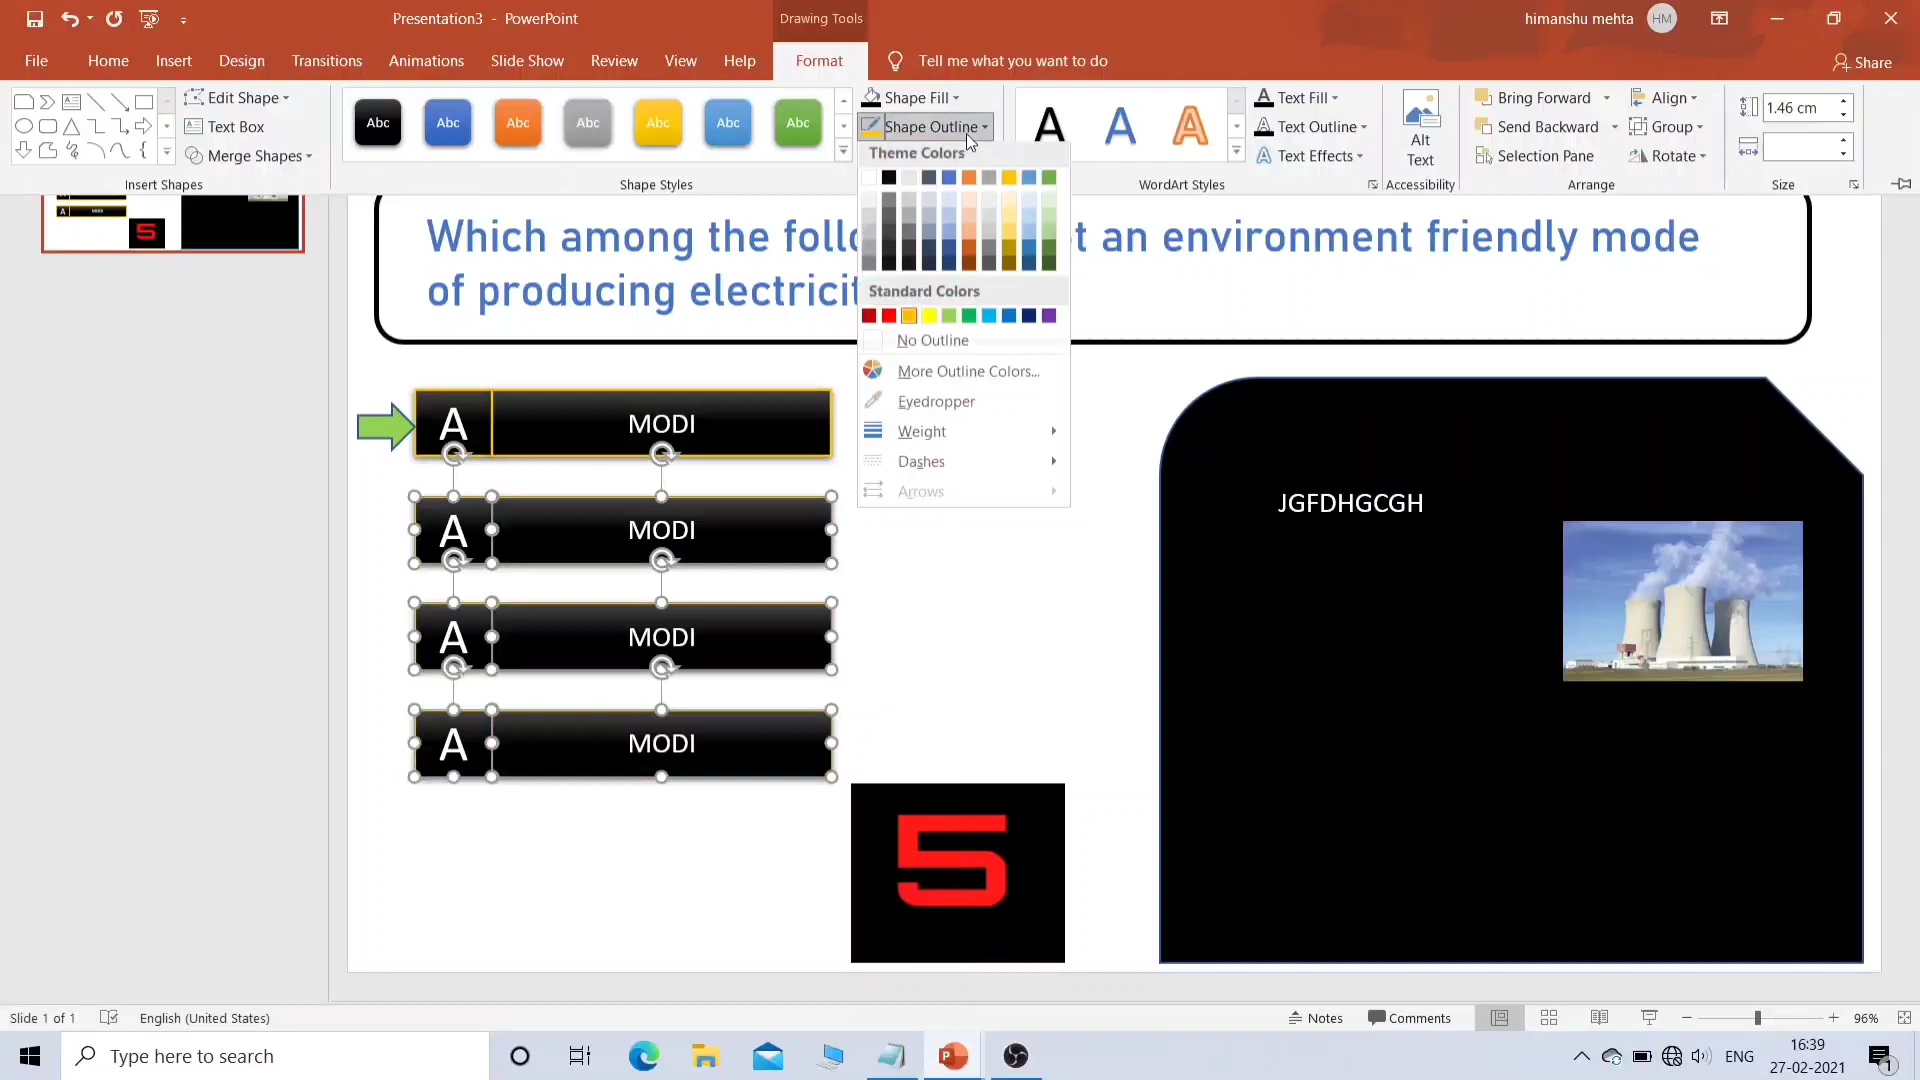 Presentation3 - PowerPoint
Drawing Tools
himanshu mehta
HM
File
Home
Insert
Design
Transitions
Animations
Slide Show
Review
View
Help
Format
Tell me what you want to do
Share
Edit Shape
Text Box
Merge Shapes
Insert Shapes
Abc
Abc
Abc
Abc
Abc
Abc
Abc
Shape Styles
Shape Fill
Shape Outline
Theme Colors
Standard Colors
No Outline
More Outline Colors...
Eyedropper
Weight
Dashes
Arrows
A
A
A
WordArt Styles
Text Fill
Text Outline
Text Effects
Alt
Text
Accessibility
Bring Forward
Send Backward
Selection Pane
Align
Group
Rotate
Arrange
1.46 cm
Size
Which among the foll
t an environment friendly mode
of producing electrici
A MODI
A MODI
A MODI
A MODI
JGFDHGCGH
5
A MODI
5
Slide 1 of 1
English (United States)
Notes
Comments
96%
Type here to search
ENG
16:39
27-02-2021
1